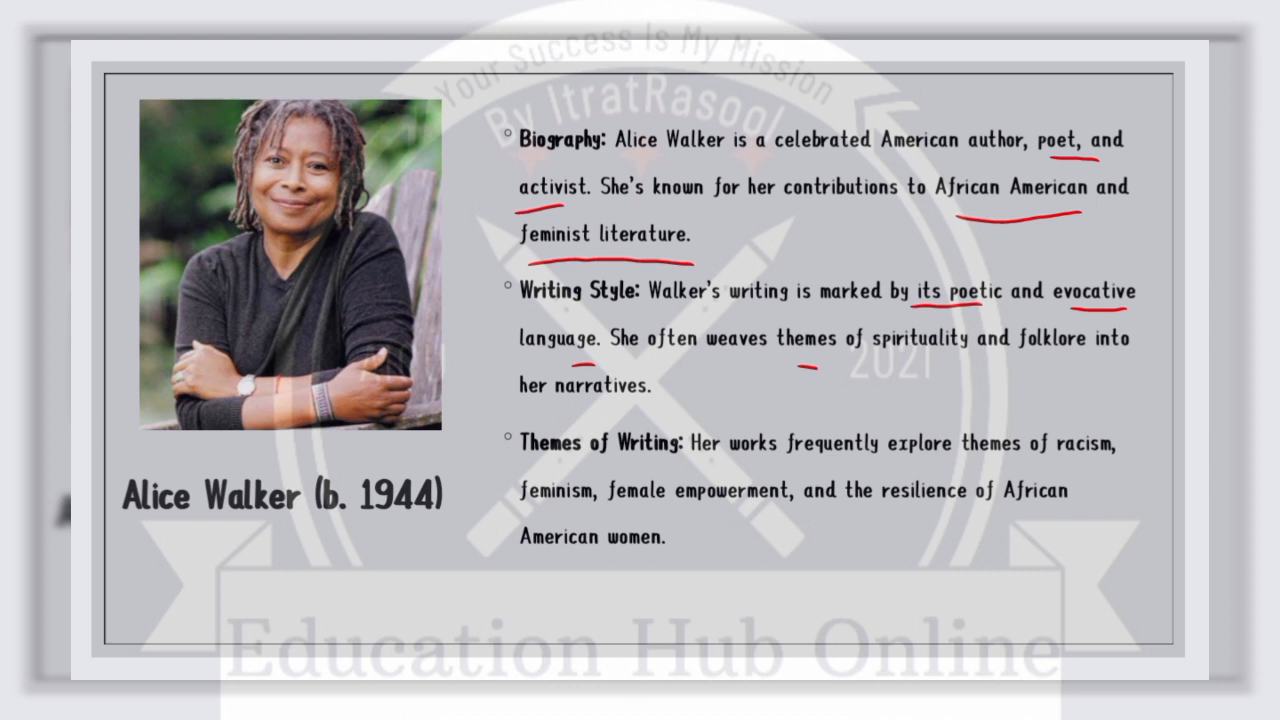 Your Success Is My Mission
By ItratRasool
Biography: Alice Walker is a celebrated American author, poet, and
activist. She's known for her contributions to African American and
feminist literature.
Writing Style: Walker's writing is marked by its poetic and evocative
language. She often weaves themes of spirituality and folklore into
2021
her narratives.
Themes of Writing: Her works frequently explore themes of racism,
feminism, female empowerment, and the resilience of African
American women.
Alice Walker (b. 1944)
Education Hub Online